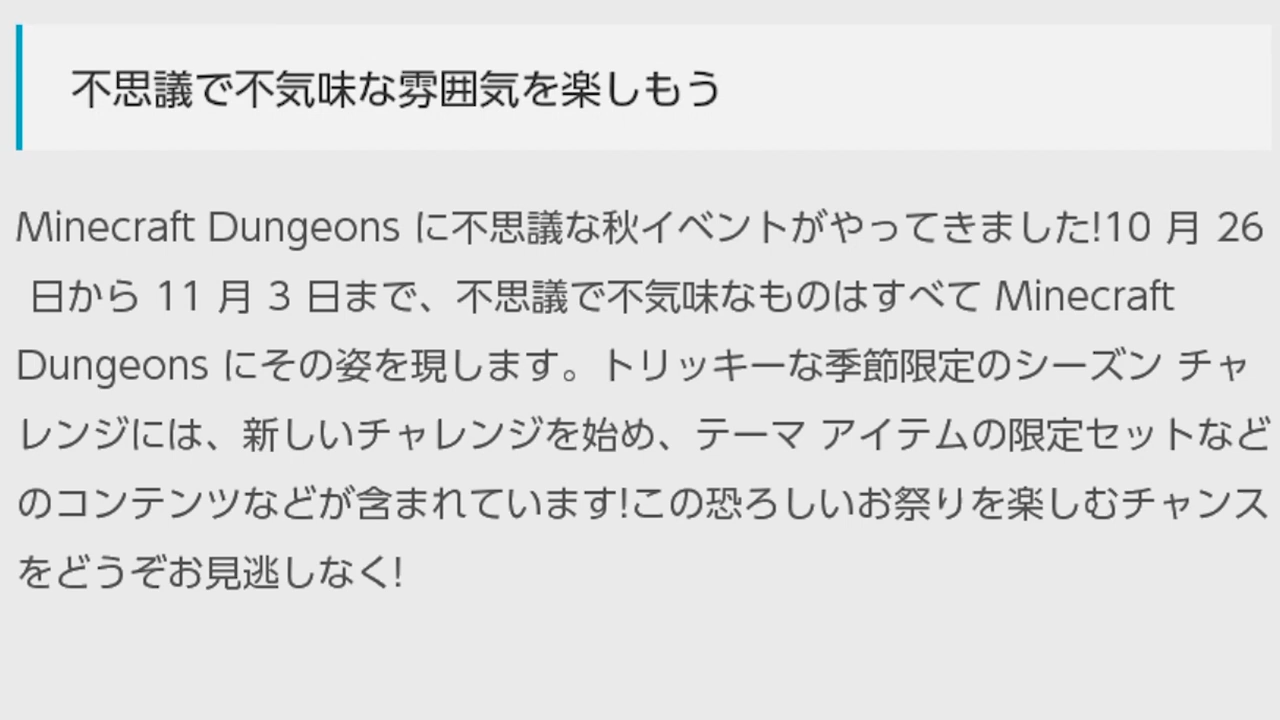 不思議で不気味な雰囲気を楽しもう
Minecraft Dungeons に不思議な秋イベントがやってきました!10 月 26
日から 11 月 3 日まで、不思議で不気味なものはすべて Minecraft
Dungeons にその姿を現します。トリッキーな季節限定のシーズン チャ
レンジには、新しいチャレンジを始め、テーマ アイテムの限定セットなど
のコンテンツなどが含まれています!この恐ろしいお祭りを楽しむチャンス
をどうぞお見逃しなく!